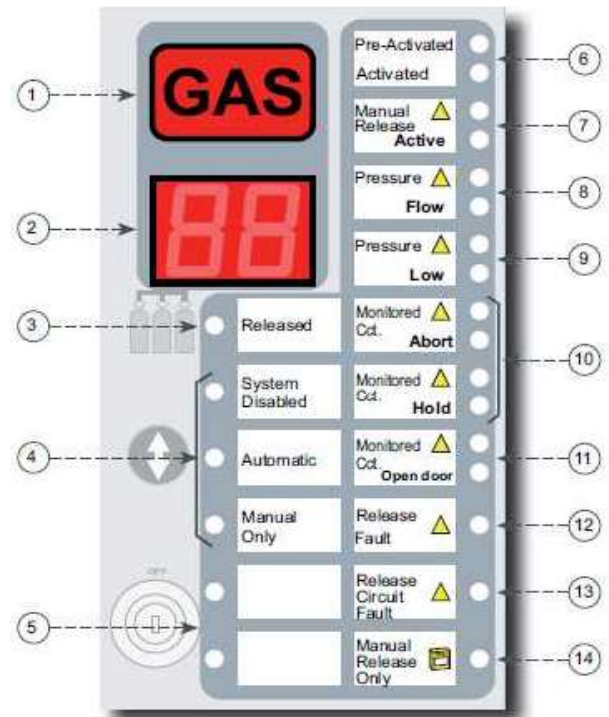 1
GAS
2
88
3
Released
4
System
Disabled
Automatic
Manual
Only
OFF
5
Pre-Activated
Activated
6
Manual
Release
Active
7
Pressure
Flow
8
Pressure
Low
9
Monitored
Cct.
Abort
Monitored
Cct.
Hold
10
Monitored
Cct.
Open door
11
Release
Fault
12
Release
Circuit
Fault
13
Manual
Release
Only
14